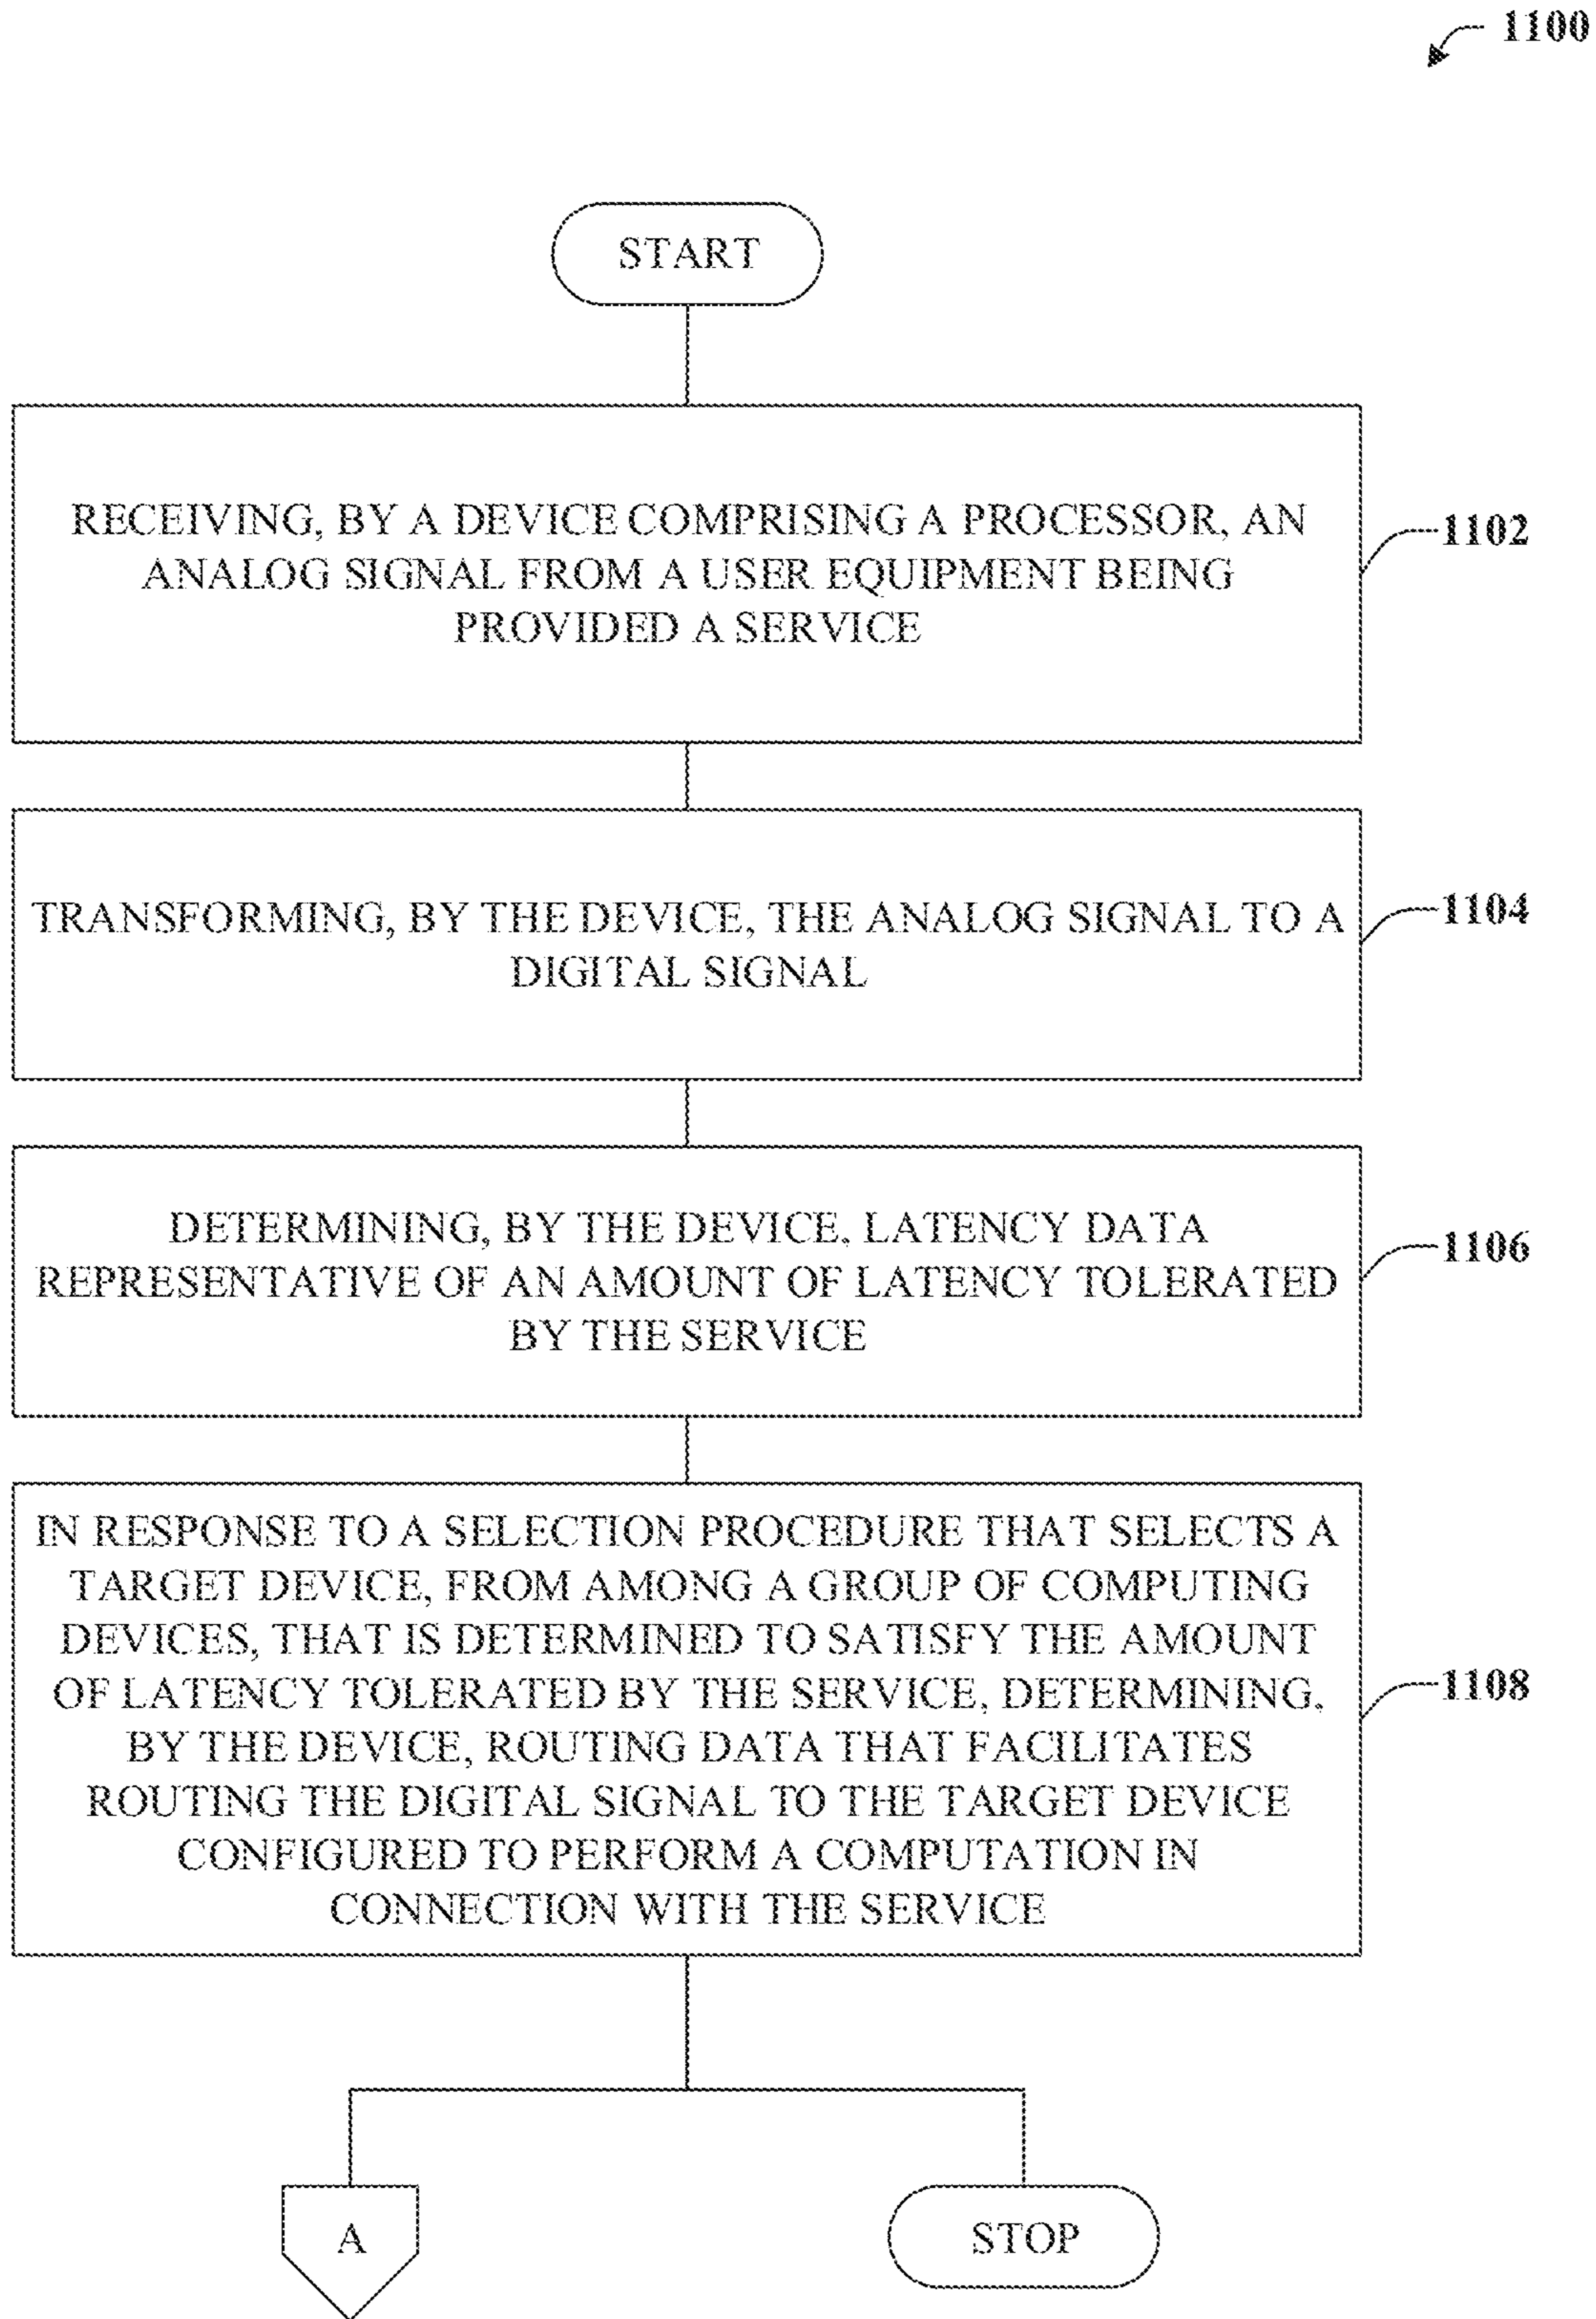 1100
START
RECEIVING, BY A DEVICE COMPRISING A PROCESSOR, AN
ANALOG SIGNAL FROM A USER EQUIPMENT BEING
PROVIDED A SERVICE
1102
TRANSFORMING, BY THE DEVICE, THE ANALOG SIGNAL TO A
DIGITAL SIGNAL
1104
DETERMINING, BY THE DEVICE, LATENCY DATA
REPRESENTATIVE OF AN AMOUNT OF LATENCY TOLERATED
BY THE SERVICE
1106
IN RESPONSE TO A SELECTION PROCEDURE THAT SELECTS A
TARGET DEVICE, FROM AMONG A GROUP OF COMPUTING
DEVICES, THAT IS DETERMINED TO SATISFY THE AMOUNT
OF LATENCY TOLERATED BY THE SERVICE, DETERMINING,
BY THE DEVICE, ROUTING DATA THAT FACILITATES
ROUTING THE DIGITAL SIGNAL TO THE TARGET DEVICE
CONFIGURED TO PERFORM A COMPUTATION IN
CONNECTION WITH THE SERVICE
1108
A
STOP